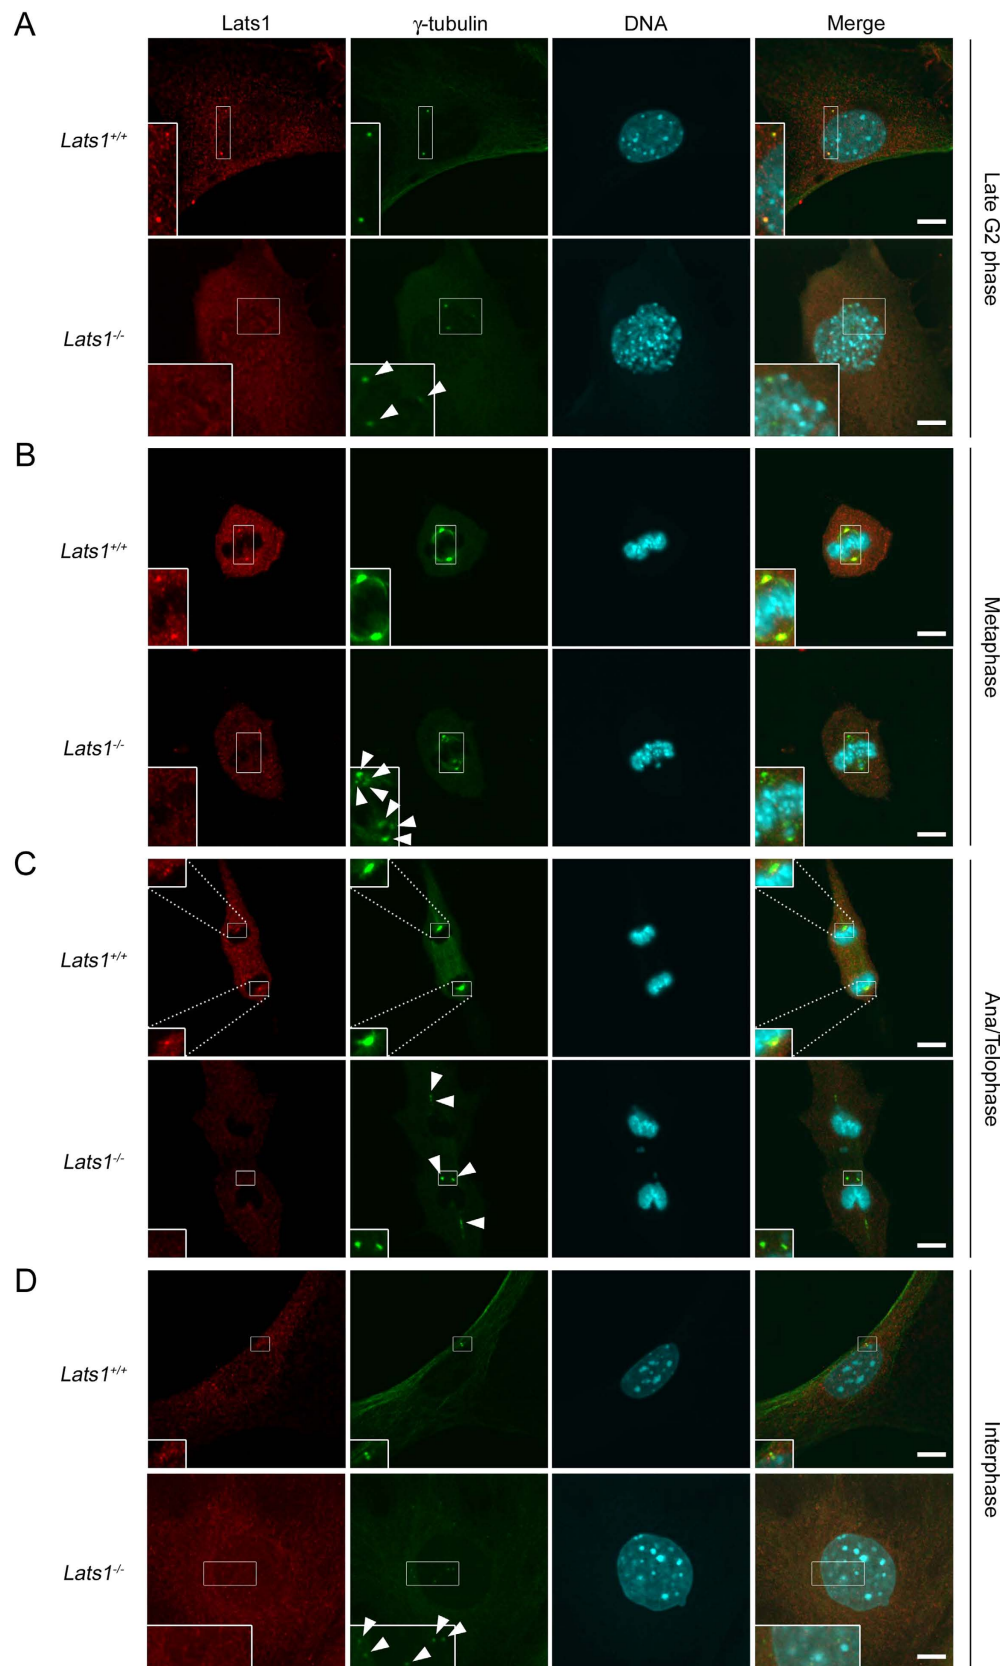 A
Lats1 γ-tubulin DNA Merge
Lats1+/+
Lats1-/-
Late G2 phase
B
Lats1+/+
Lats1-/-
Metaphase
C
Lats1+/+
Lats1-/-
Ana/Telophase
D
Lats1+/+
Lats1-/-
Interphase